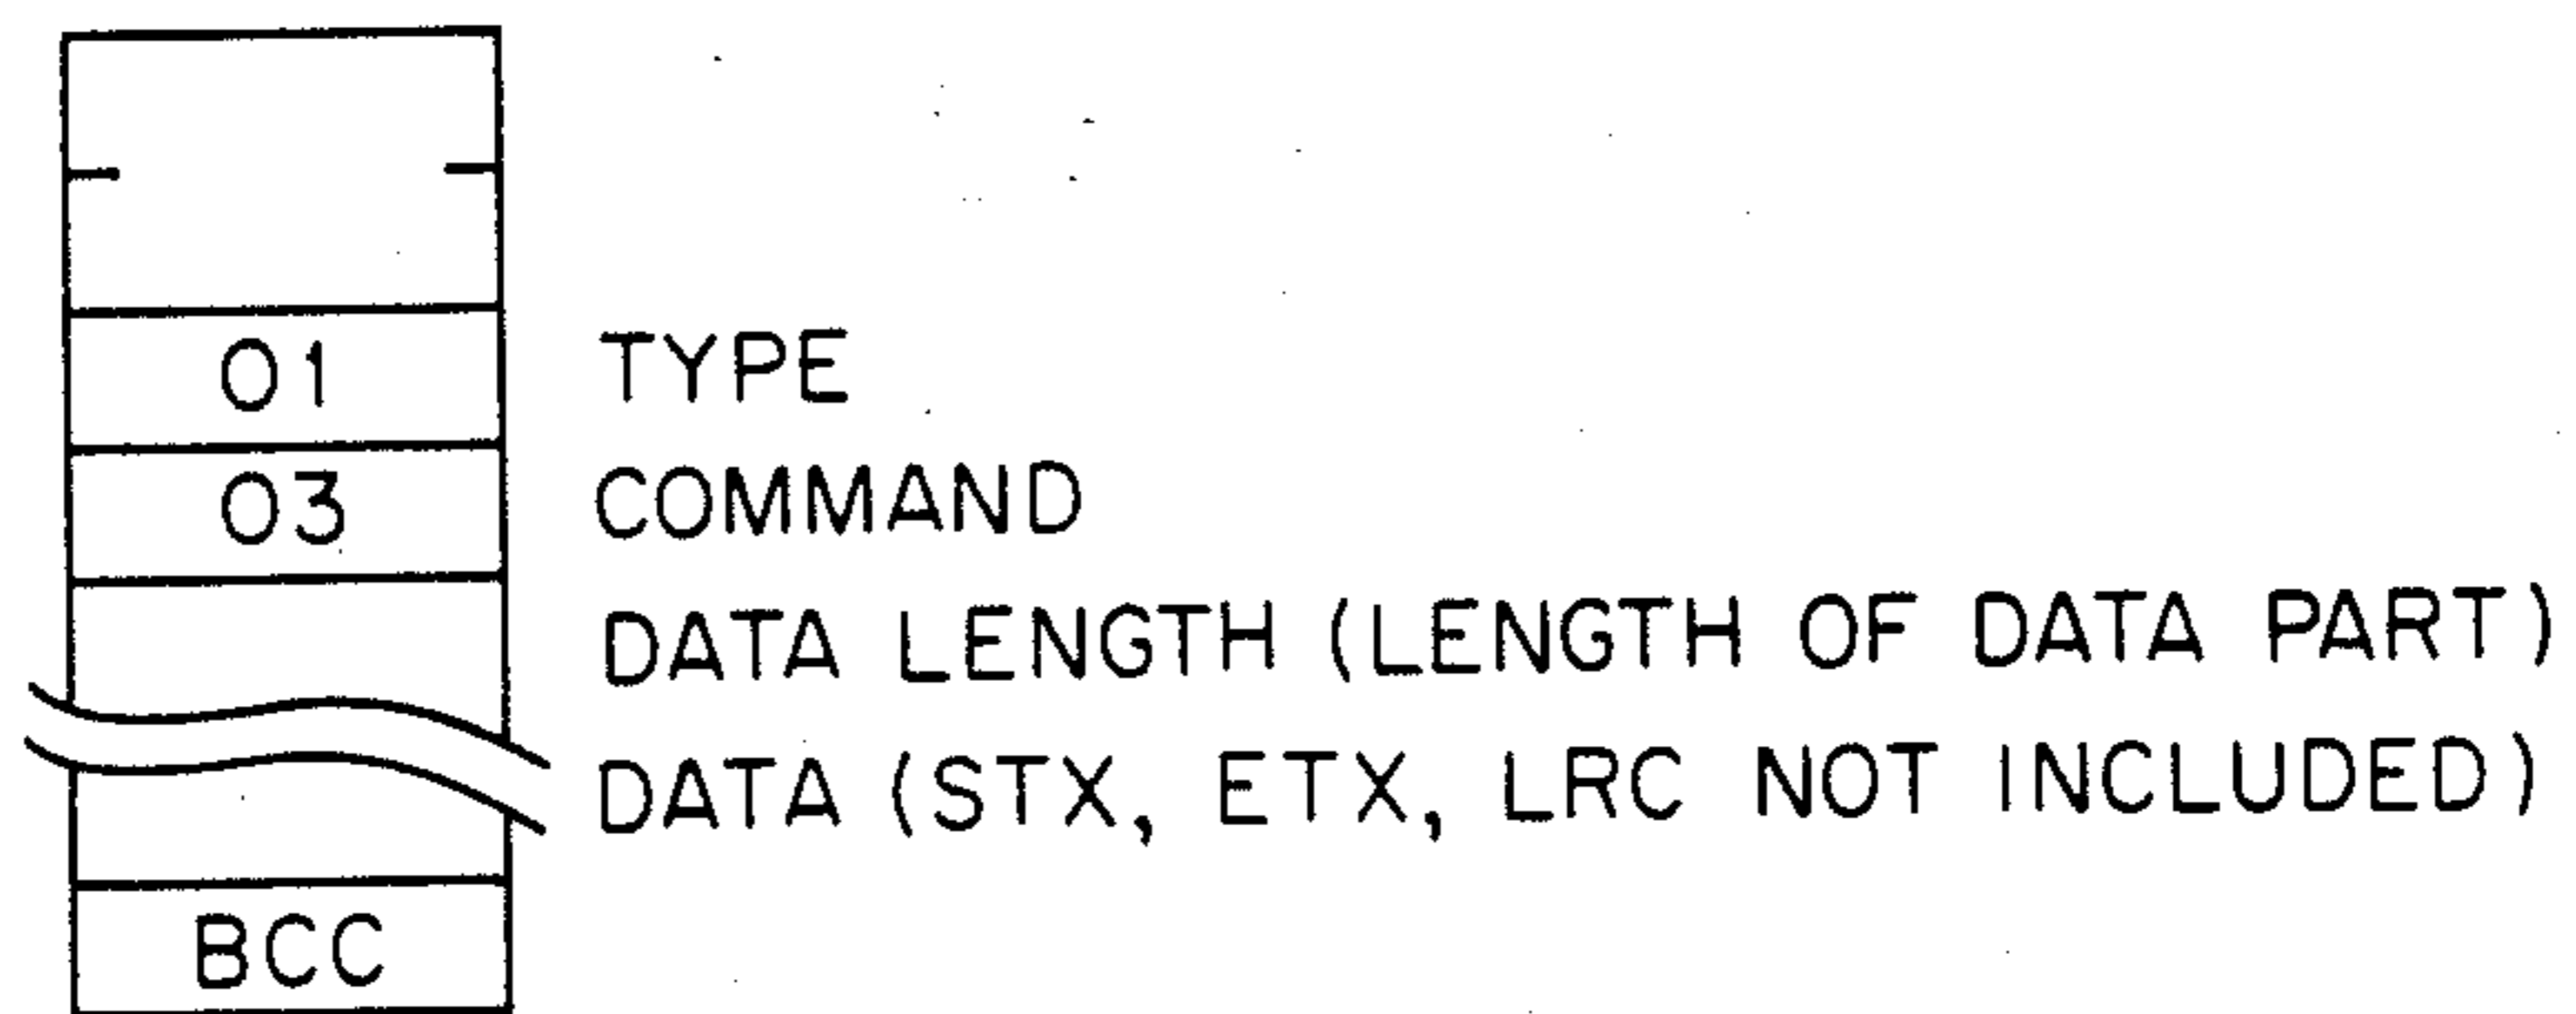 01 TYPE
03 COMMAND
DATA LENGTH (LENGTH OF DATA PART)
DATA (STX, ETX, LRC NOT INCLUDED)
BCC